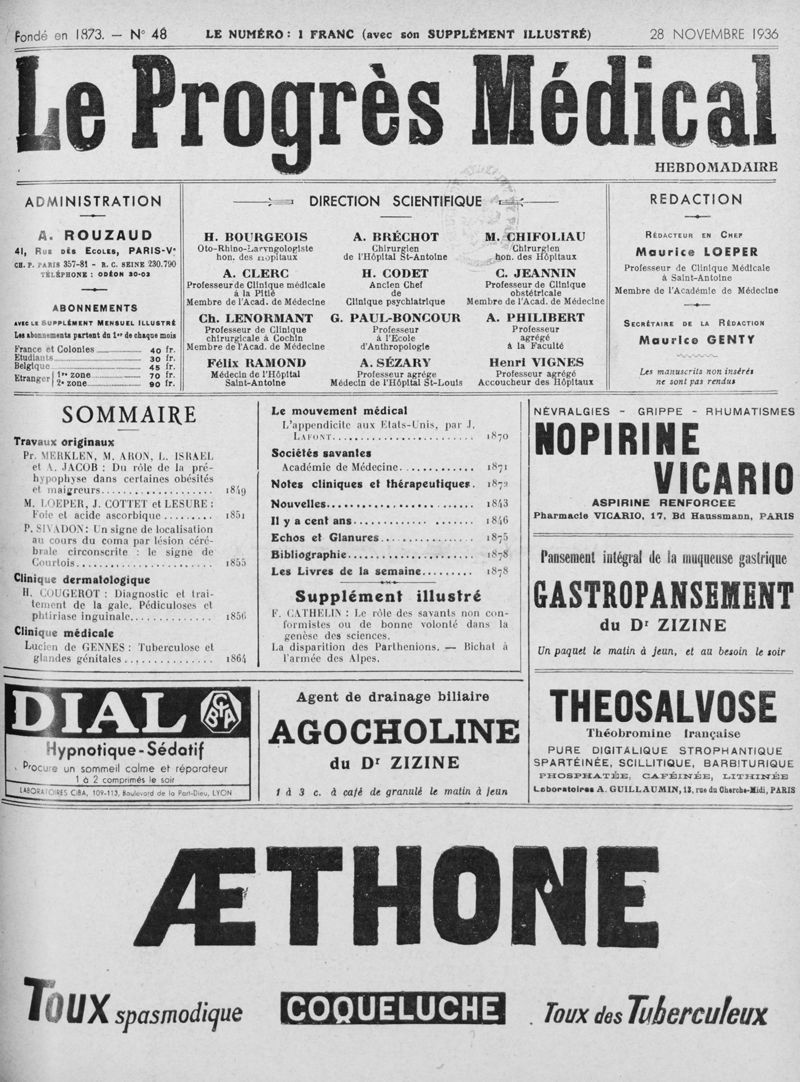 Fondé en 1873. — N° 48
LE NUMÉRO : 1 FRANC (avec son SUPPLÉMENT ILLUSTRÉ)
28 NOVEMBRE 1936
Le Progrès Médical
HEBDOMADAIRE
ADMINISTRATION
A. ROUZAUD
41, Rue des Ecoles, PARIS-Ve
CH. P. PARIS 357-81 - R. C. SEINE 230.790
TÉLÉPHONE : ODÉON 30-03
ABONNEMENTS
AVEC LE SUPPLÉMENT MENSUEL ILLUSTRÉ
Les abonnements partent du 1er de chaque mois
France et Colonies 40 fr.
Etudiants 30 fr.
Belgique 45 fr.
Etranger 1re zone 70 fr.
2e zone 90 fr.
DIRECTION SCIENTIFIQUE
H. BOURGEOIS
Oto-Rhino-Laryngologiste
hon. des Hôpitaux
A. CLERC
Professeur de Clinique médicale
à la Pitié
Membre de l'Acad. de Médecine
Ch. LENORMANT
Professeur de Clinique
chirurgicale à Cochin
Membre de l'Acad. de Médecine
Félix RAMOND
Médecin de l'Hôpital
Saint-Antoine
A. BRÉCHOT
Chirurgien
de l'Hôpital St-Antoine
H. CODET
Ancien Chef
de
Clinique psychiatrique
G. PAUL-BONCOUR
Professeur
à l'Ecole
d'Anthropologie
A. SÉZARY
Professeur agrégé
Médecin de l'Hôpital St-Louis
M. CHIFOLIAU
Chirurgien
hon. des Hôpitaux
C. JEANNIN
Professeur de Clinique
obstétricale
Membre de l'Acad. de Médecine
A. PHILIBERT
Professeur
agrégé
à la Faculté
Henri VIGNES
Professeur agrégé
Accoucheur des Hôpitaux
REDACTION
Rédacteur en Chef
Maurice LOEPER
Professeur de Clinique Médicale
à Saint-Antoine
Membre de l'Académie de Médecine
Secrétaire de la Rédaction
Maurice GENTY
Les manuscrits non insérés
ne sont pas rendus
SOMMAIRE
Travaux originaux
Pr. MERKLEN, M. ARON, L. ISRAEL
et A. JACOB : Du rôle de la pré-
hypophyse dans certaines obésités
et maigreurs 1849
M. LOEPER, J. COTTET et LESURE :
Foie et acide ascorbique 1851
P. SIVADON: Un signe de localisation
au cours du coma par lésion céré-
brale circonscrite : le signe de
Courtois 1855
Clinique dermatologique
H. GOUGEROT : Diagnostic et trai-
tement de la gale. Pédiculoses et
phtiriase inguinale 1856
Clinique médicale
Lucien de GENNES : Tuberculose et
glandes génitales 1864
Le mouvement médical
L'appendicite aux Etats-Unis, par J.
LAFONT 1870
Sociétés savantes
Académie de Médecine 1871
Notes cliniques et thérapeutiques. 1872
Nouvelles 1843
Il y a cent ans 1846
Echos et Glanures 1875
Bibliographie 1878
Les Livres de la semaine 1878
Supplément illustré
F. CATHELIN : Le rôle des savants non con-
formistes ou de bonne volonté dans la
genèse des sciences.
La disparition des Parthenions. — Bichat à
l'armée des Alpes.
NÉVRALGIES - GRIPPE - RHUMATISMES
NOPIRINE
VICARIO
ASPIRINE RENFORCEE
Pharmacie VICARIO, 17, Bd Haussmann, PARIS
Pansement intégral de la muqueuse gastrique
GASTROPANSEMENT
du Dr ZIZINE
Un paquet le matin à jeun, et au besoin le soir
DIAL
CIBA
Hypnotique-Sédatif
Procure un sommeil calme et réparateur
1 à 2 comprimés le soir
LABORATOIRES CIBA, 109-113, Boulevard de la Part-Dieu, LYON
Agent de drainage biliaire
AGOCHOLINE
du Dr ZIZINE
1 à 3 c. à café de granulé le matin à jeun
THEOSALVOSE
Théobromine française
PURE DIGITALIQUE STROPHANTIQUE
SPARTÉINÉE, SCILLITIQUE, BARBITURIQUE
PHOSPHATÉE, CAFÉINÉE, LITHINÉE
Laboratoires A. GUILLAUMIN, 13, rue du Cherche-Midi, PARIS
ÆTHONE
Toux spasmodique
COQUELUCHE
Toux des Tuberculeux